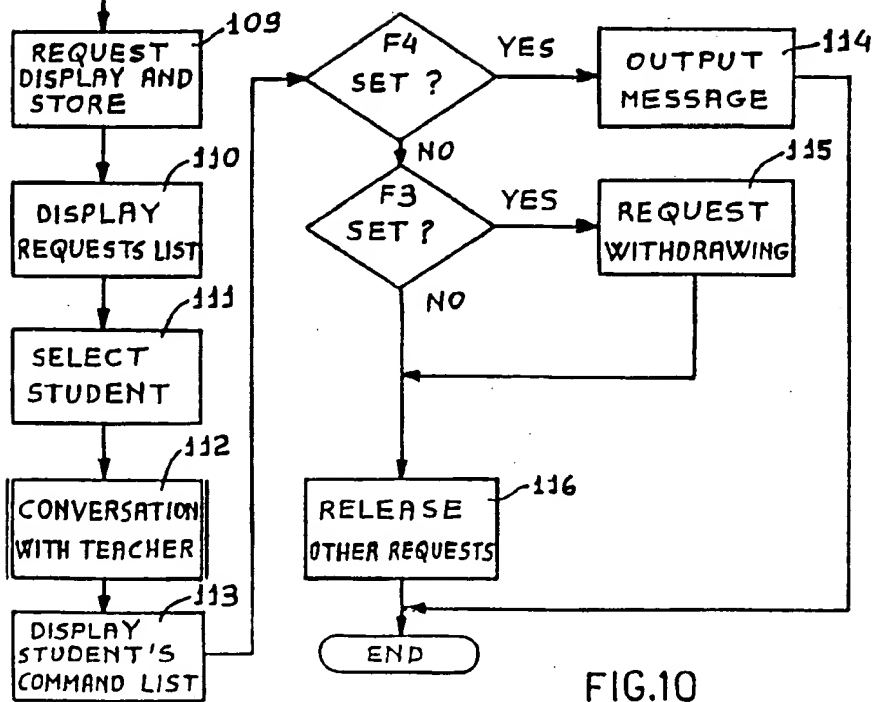 109
REQUEST
DISPLAY AND
STORE
110
DISPLAY
REQUESTS LIST
111
SELECT
STUDENT
112
CONVERSATION
WITH TEACHER
113
DISPLAY
STUDENT'S
COMMAND LIST
F4
SET ?
YES
NO
114
OUTPUT
MESSAGE
F3
SET ?
YES
NO
115
REQUEST
WITHDRAWING
116
RELEASE
OTHER REQUESTS
END
FIG.10